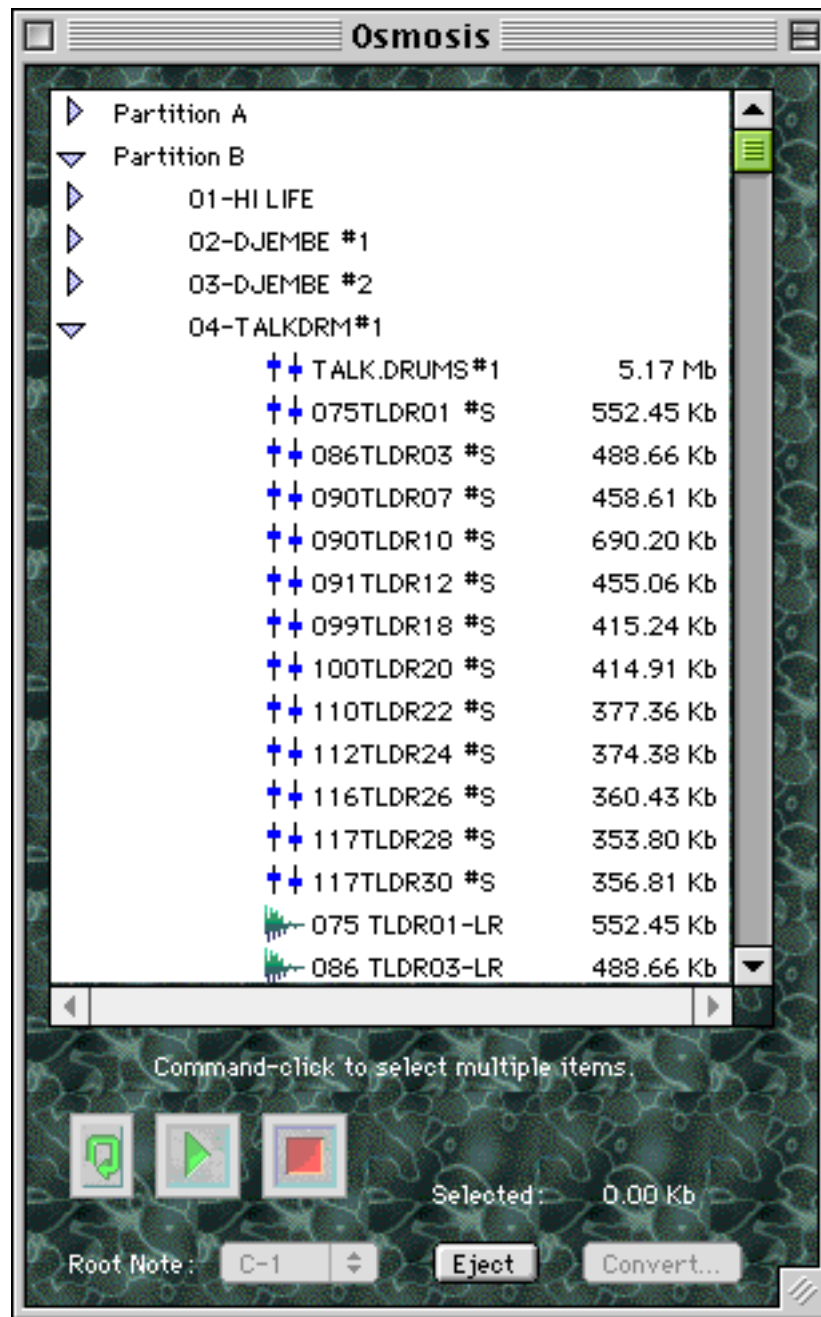 Osmosis
Partition A
Partition B
01-HI LIFE
02-DJEMBE #1
03-DJEMBE #2
04-TALKDRM#1
TALK.DRUMS#1 5.17 Mb
075TLDR01 #S 552.45 Kb
086TLDR03 #S 488.66 Kb
090TLDR07 #S 458.61 Kb
090TLDR10 #S 690.20 Kb
091TLDR12 #S 455.06 Kb
099TLDR18 #S 415.24 Kb
100TLDR20 #S 414.91 Kb
110TLDR22 #S 377.36 Kb
112TLDR24 #S 374.38 Kb
116TLDR26 #S 360.43 Kb
117TLDR28 #S 353.80 Kb
117TLDR30 #S 356.81 Kb
075 TLDR01-LR 552.45 Kb
086 TLDR03-LR 488.66 Kb
Command-click to select multiple items.
Selected: 0.00 Kb
Root Note: C-1 Eject Convert...